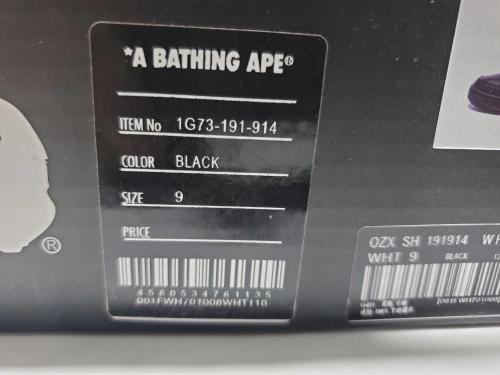 *A BATHING APE®
ITEM No 1G73-191-914
COLOR BLACK
SIZE 9
PRICE
4580534761135
001FWH701008WHT110
®
OZX SH 191914 WH
WHT 9 BLACK